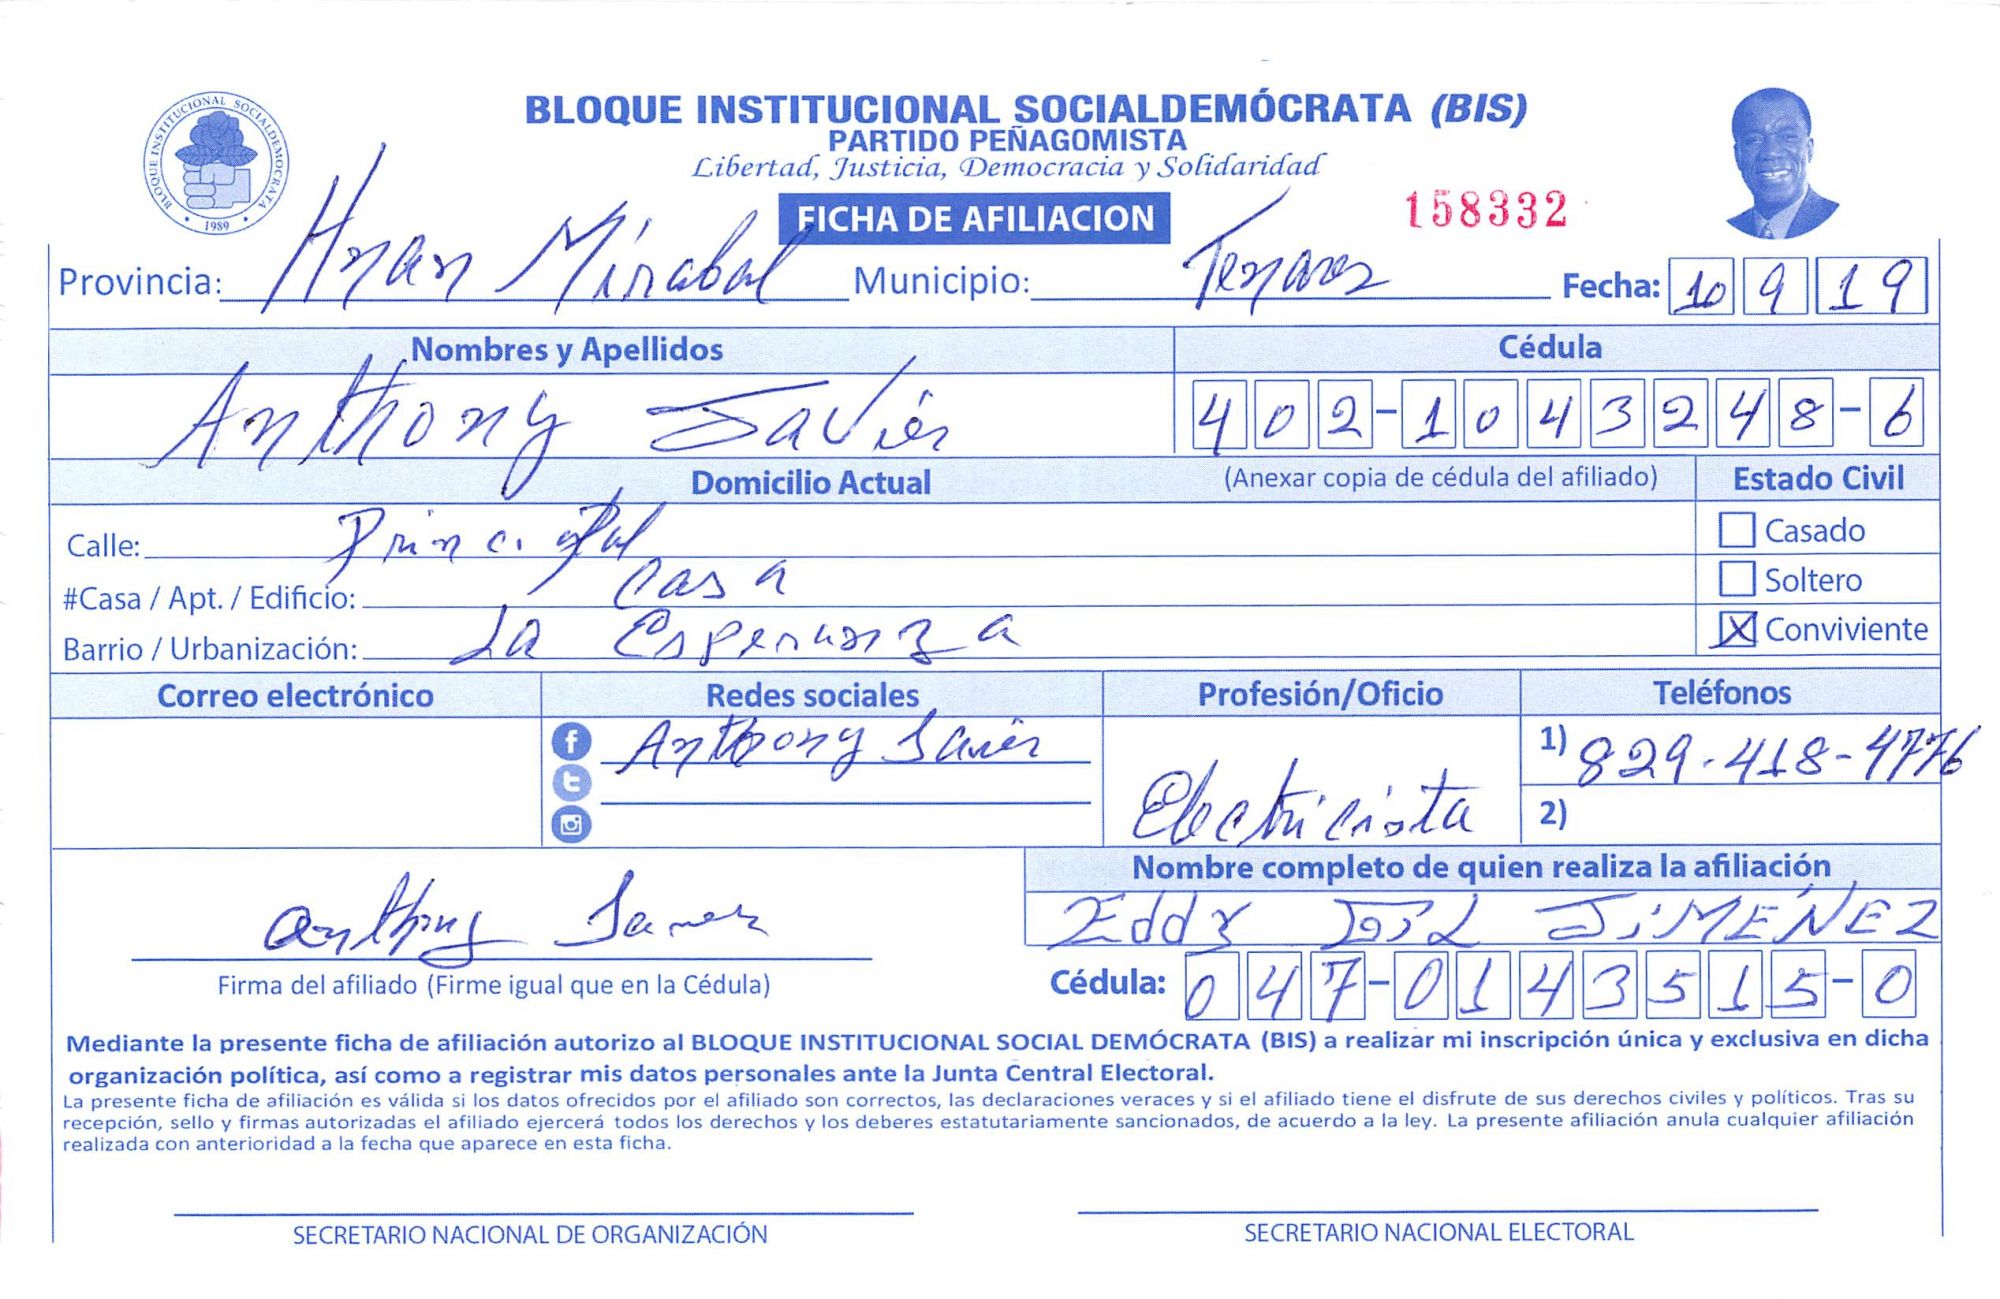 BLOQUE INSTITUCIONAL SOCIALDEMÓCRATA (BIS)
PARTIDO PEÑAGOMISTA
Libertad, Justicia, Democracia y Solidaridad
BLOQUE INSTITUCIONAL SOCIALDEMOCRATA
1989
FICHA DE AFILIACION
158332
Provincia: Hnan Mirabal Municipio: Tenares Fecha: 10 9 19
Nombres y Apellidos Cédula
Anthony Javier 402-1043248-6
Domicilio Actual (Anexar copia de cédula del afiliado) Estado Civil
Calle: Principal Casado
#Casa / Apt. / Edificio: Casa Soltero
Barrio / Urbanización: La Esperanza X Conviviente
Correo electrónico Redes sociales Profesión/Oficio Teléfonos
Anthony Javier Electricista 1) 829-418-4776
2)
Nombre completo de quien realiza la afiliación
Anthony Javier Eddy JIMÉNEZ
Firma del afiliado (Firme igual que en la Cédula) Cédula: 047-0143515-0
Mediante la presente ficha de afiliación autorizo al BLOQUE INSTITUCIONAL SOCIAL DEMÓCRATA (BIS) a realizar mi inscripción única y exclusiva en dicha
organización política, así como a registrar mis datos personales ante la Junta Central Electoral.
La presente ficha de afiliación es válida si los datos ofrecidos por el afiliado son correctos, las declaraciones veraces y si el afiliado tiene el disfrute de sus derechos civiles y políticos. Tras su
recepción, sello y firmas autorizadas el afiliado ejercerá todos los derechos y los deberes estatutariamente sancionados, de acuerdo a la ley. La presente afiliación anula cualquier afiliación
realizada con anterioridad a la fecha que aparece en esta ficha.
SECRETARIO NACIONAL DE ORGANIZACIÓN SECRETARIO NACIONAL ELECTORAL